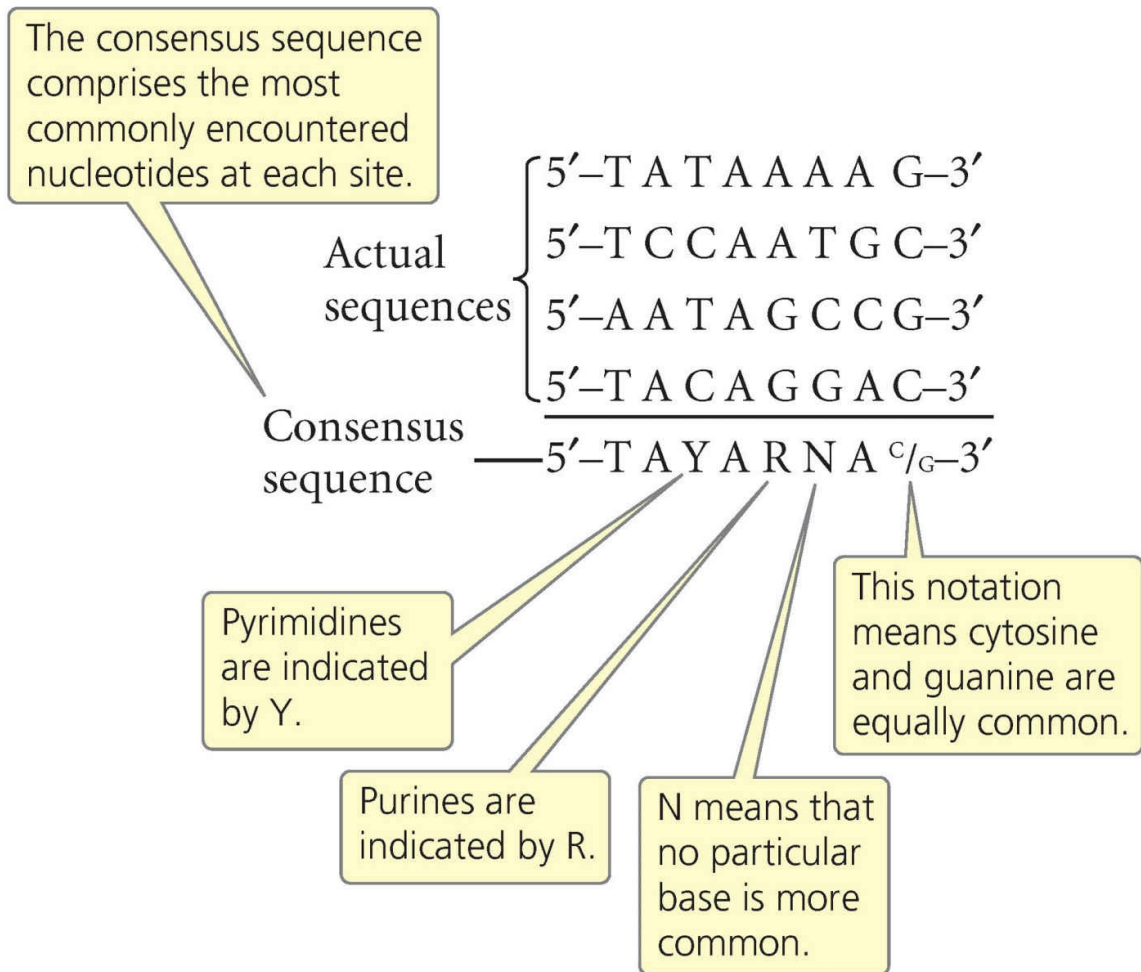 The consensus sequence
comprises the most
commonly encountered
nucleotides at each site.
Actual
sequences
5′–T A T A A A A G–3′
5′–T C C A A T G C–3′
5′–A A T A G C C G–3′
5′–T A C A G G A C–3′
Consensus
sequence
5′–T A Y A R N A C/G–3′
Pyrimidines
are indicated
by Y.
Purines are
indicated by R.
N means that
no particular
base is more
common.
This notation
means cytosine
and guanine are
equally common.